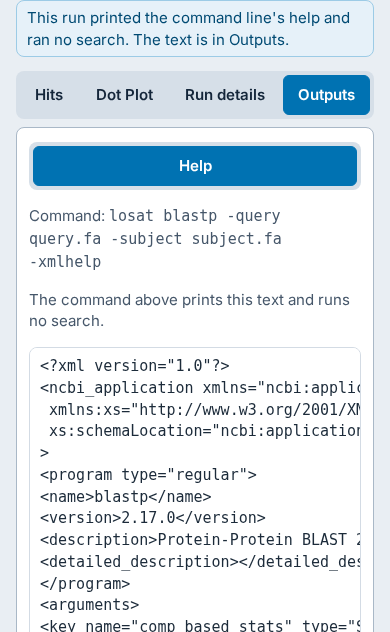 This run printed the command line's help and
ran no search. The text is in Outputs.
Hits Dot Plot Run details Outputs
Help
Command: losat blastp -query
query.fa -subject subject.fa
-xmlhelp
The command above prints this text and runs
no search.
<?xml version="1.0"?>
<ncbi_application xmlns="ncbi:applic
xmlns:xs="http://www.w3.org/2001/XM
xs:schemaLocation="ncbi:application
>
<program type="regular">
<name>blastp</name>
<version>2.17.0</version>
<description>Protein-Protein BLAST 2
<detailed_description></detailed_des
</program>
<arguments>
<key name="comp_based_stats" type="S